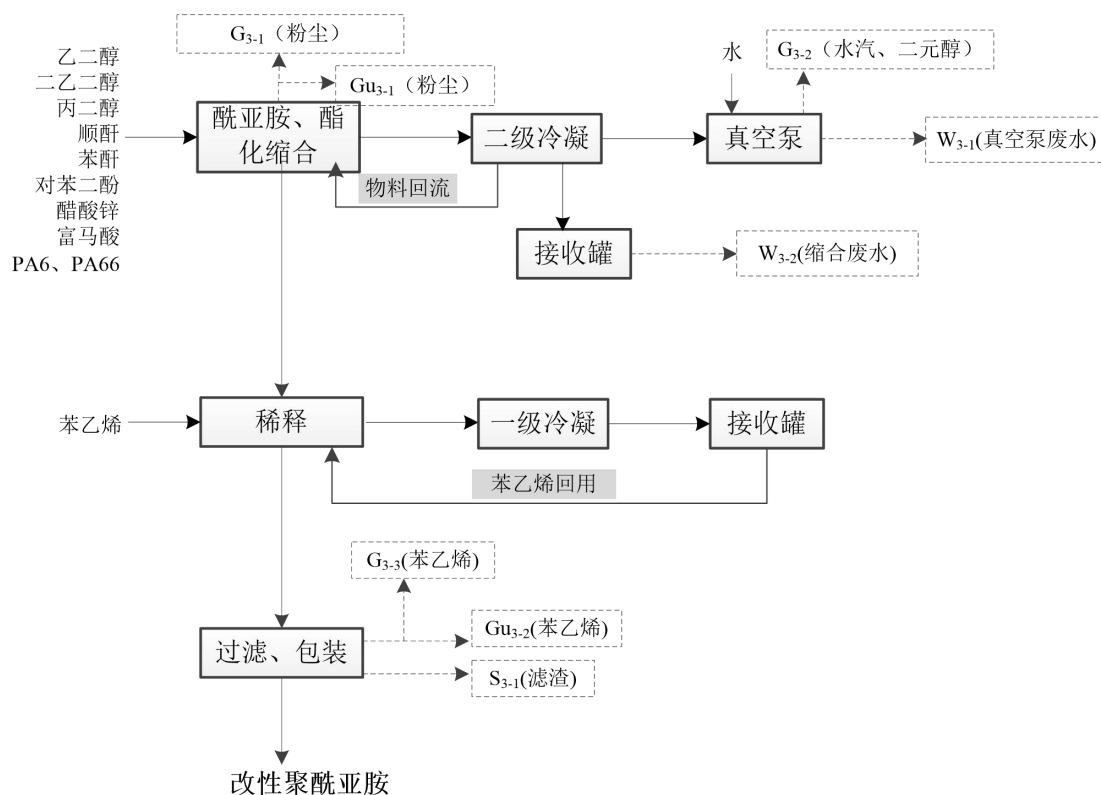 G3-1（粉尘）
Gu3-1（粉尘）
水
G3-2（水汽、二元醇）
乙二醇
二乙二醇
丙二醇
顺酐
苯酐
对苯二酚
醋酸锌
富马酸
PA6、PA66
酰亚胺、酯
化缩合
二级冷凝
真空泵
W3-1(真空泵废水)
物料回流
接收罐
W3-2(缩合废水)
苯乙烯
稀释
一级冷凝
接收罐
苯乙烯回用
G3-3(苯乙烯)
Gu3-2(苯乙烯)
过滤、包装
S3-1(滤渣)
改性聚酰亚胺